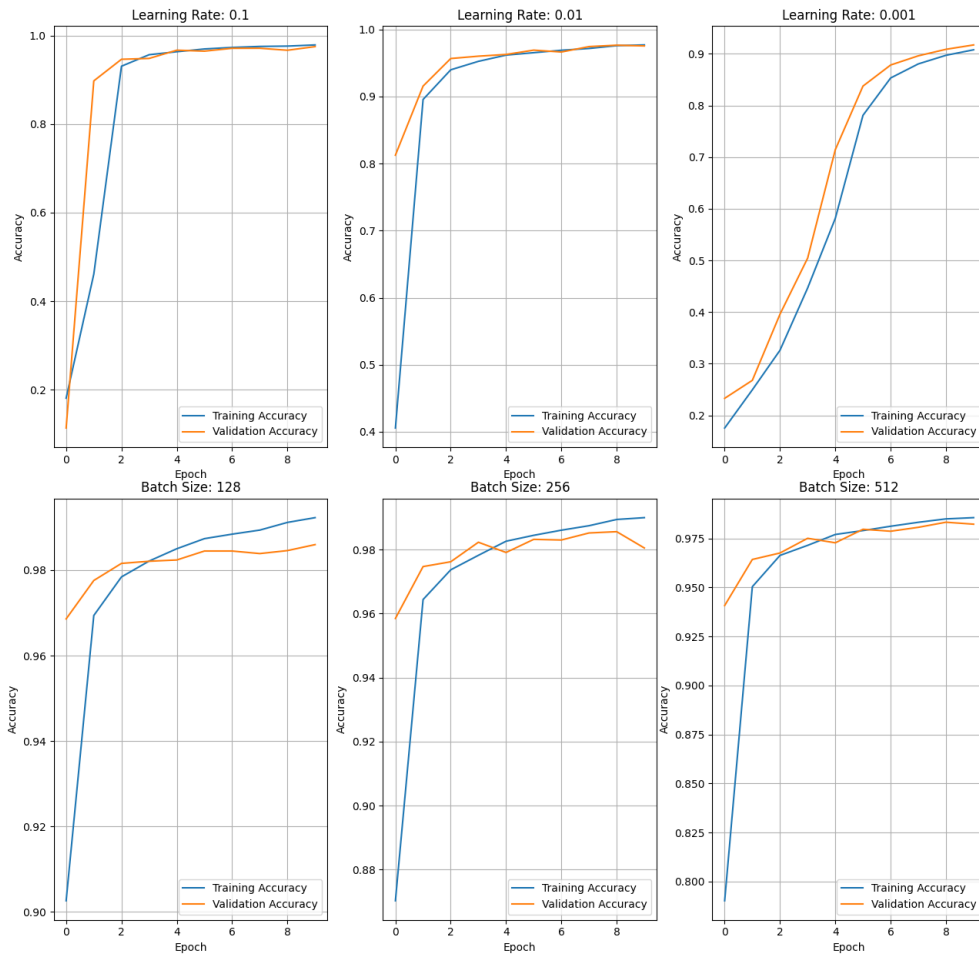 Learning Rate: 0.1
Accuracy
1.0
0.8
0.6
0.4
0.2
Training Accuracy
Validation Accuracy
0 2 4 6 8
Epoch
Learning Rate: 0.01
Accuracy
1.0
0.9
0.8
0.7
0.6
0.5
0.4
Training Accuracy
Validation Accuracy
0 2 4 6 8
Epoch
Learning Rate: 0.001
Accuracy
0.9
0.8
0.7
0.6
0.5
0.4
0.3
0.2
Training Accuracy
Validation Accuracy
0 2 4 6 8
Epoch
Batch Size: 128
Accuracy
0.98
0.96
0.94
0.92
0.90
Training Accuracy
Validation Accuracy
0 2 4 6 8
Epoch
Batch Size: 256
Accuracy
0.98
0.96
0.94
0.92
0.90
0.88
Training Accuracy
Validation Accuracy
0 2 4 6 8
Epoch
Batch Size: 512
Accuracy
0.975
0.950
0.925
0.900
0.875
0.850
0.825
0.800
Training Accuracy
Validation Accuracy
0 2 4 6 8
Epoch